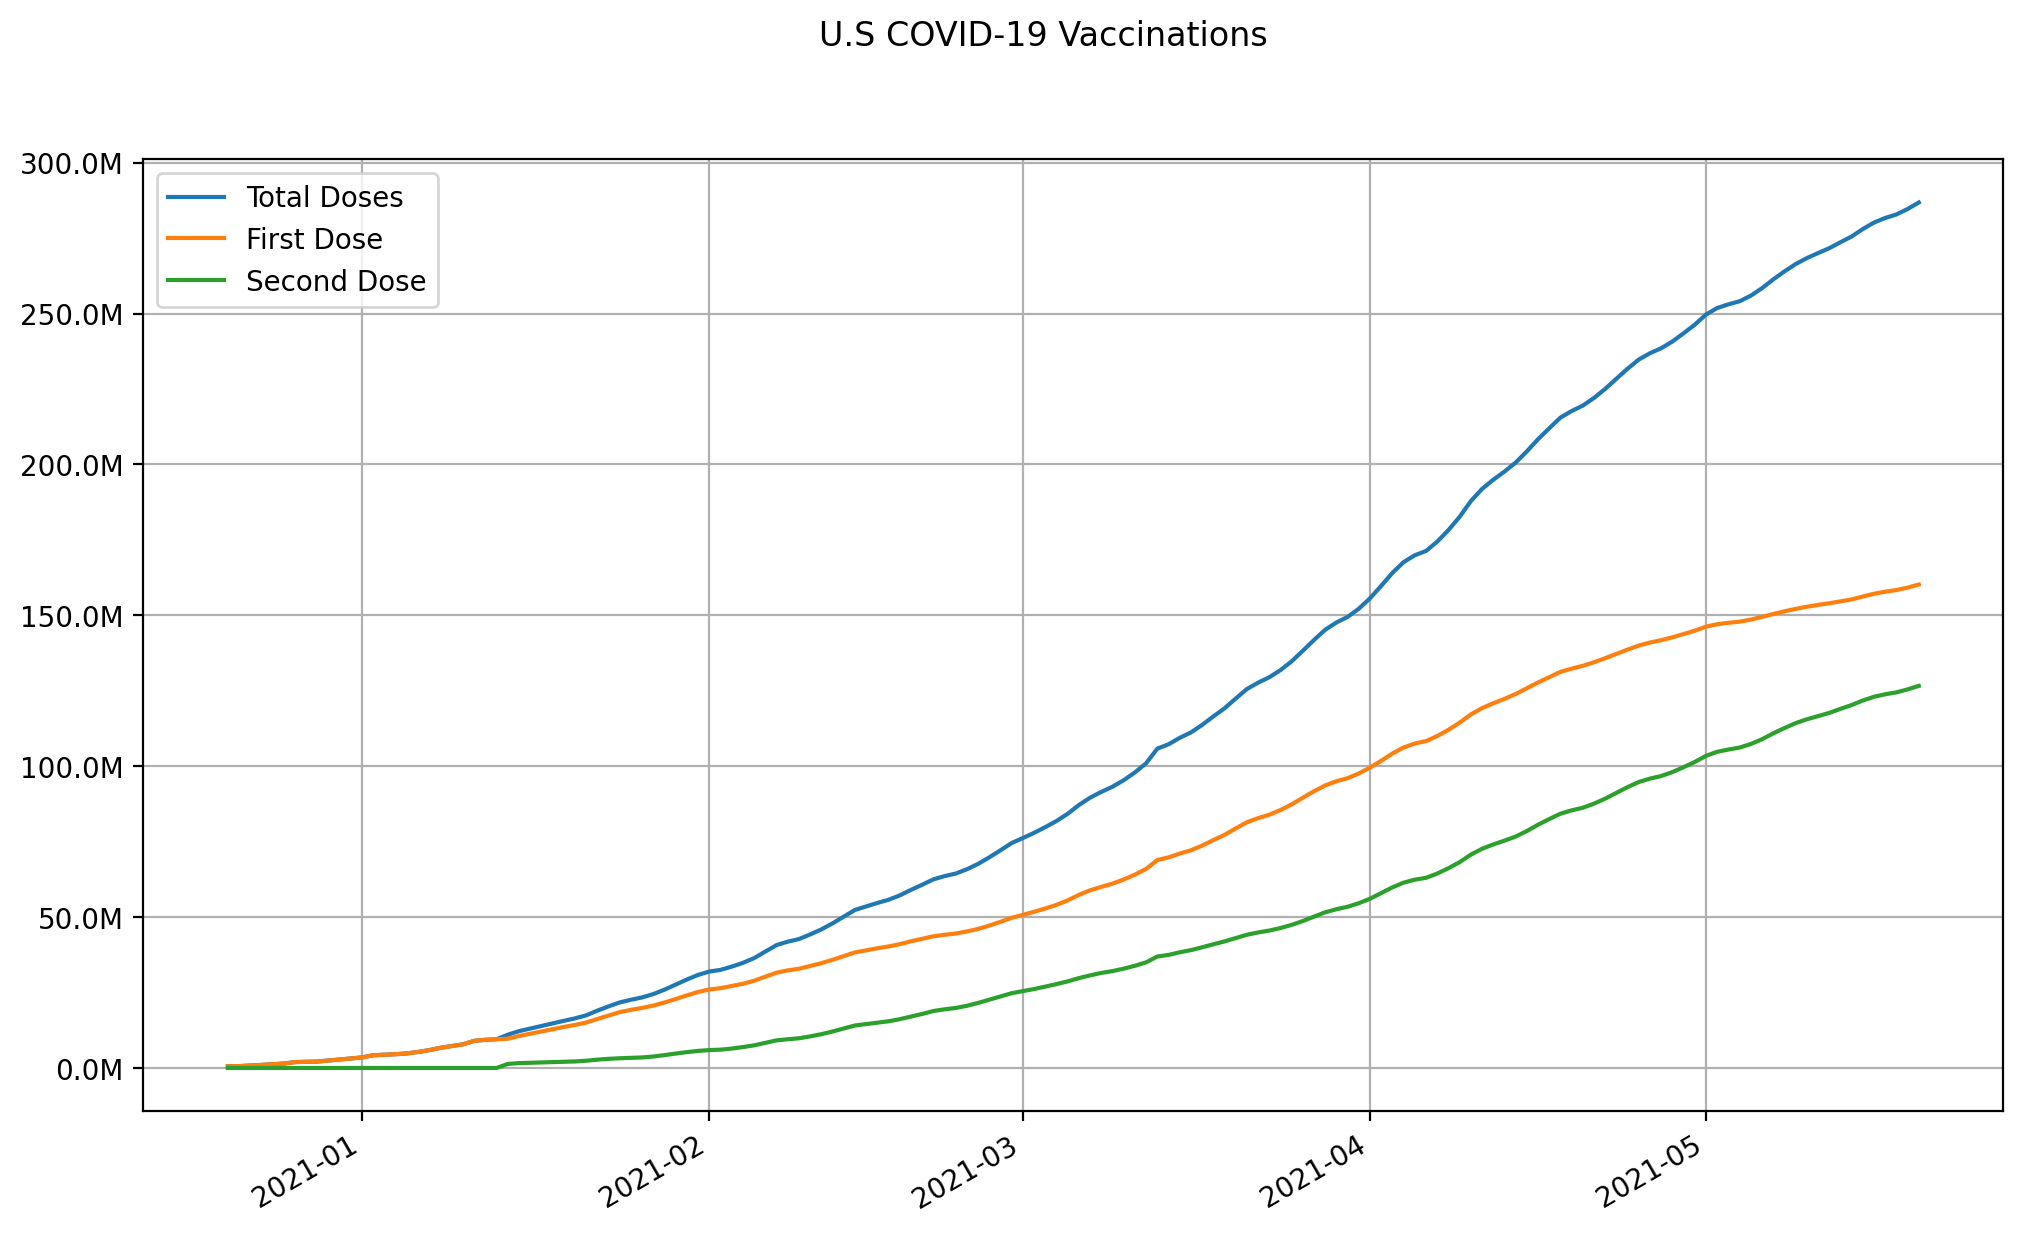 U.S COVID-19 Vaccinations
300.0M
250.0M
200.0M
150.0M
100.0M
50.0M
0.0M
Total Doses
First Dose
Second Dose
2021-01
2021-02
2021-03
2021-04
2021-05